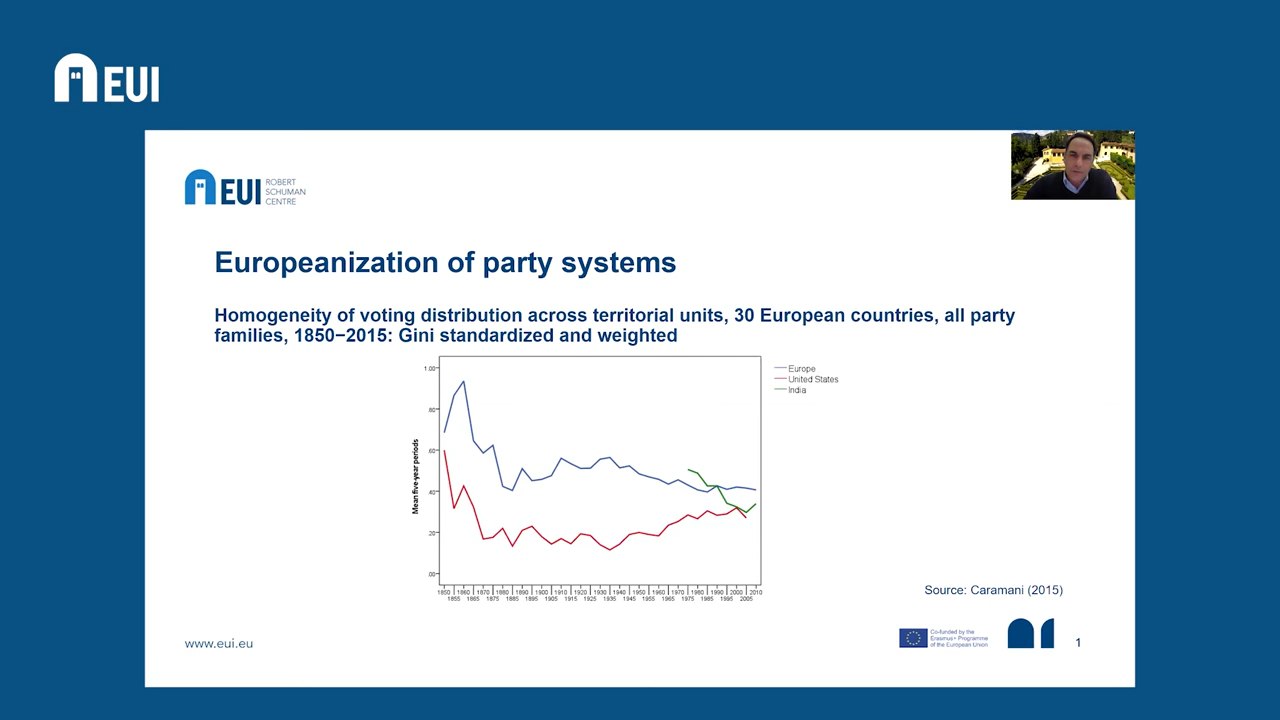 EUI
EUI
ROBERT
SCHUMAN
CENTRE
Europeanization of party systems
Homogeneity of voting distribution across territorial units, 30 European countries, all party
families, 1850−2015: Gini standardized and weighted
Europe
United States
India
1.00
.80
.60
.40
.20
.00
Mean five-year periods
1850 1860 1870 1880 1890 1900 1910 1920 1930 1940 1950 1960 1970 1980 1990 2000 2010
1855 1865 1875 1885 1895 1905 1915 1925 1935 1945 1955 1965 1975 1985 1995 2005
Source: Caramani (2015)
www.eui.eu
Co-funded by the
Erasmus+ Programme
of the European Union
1